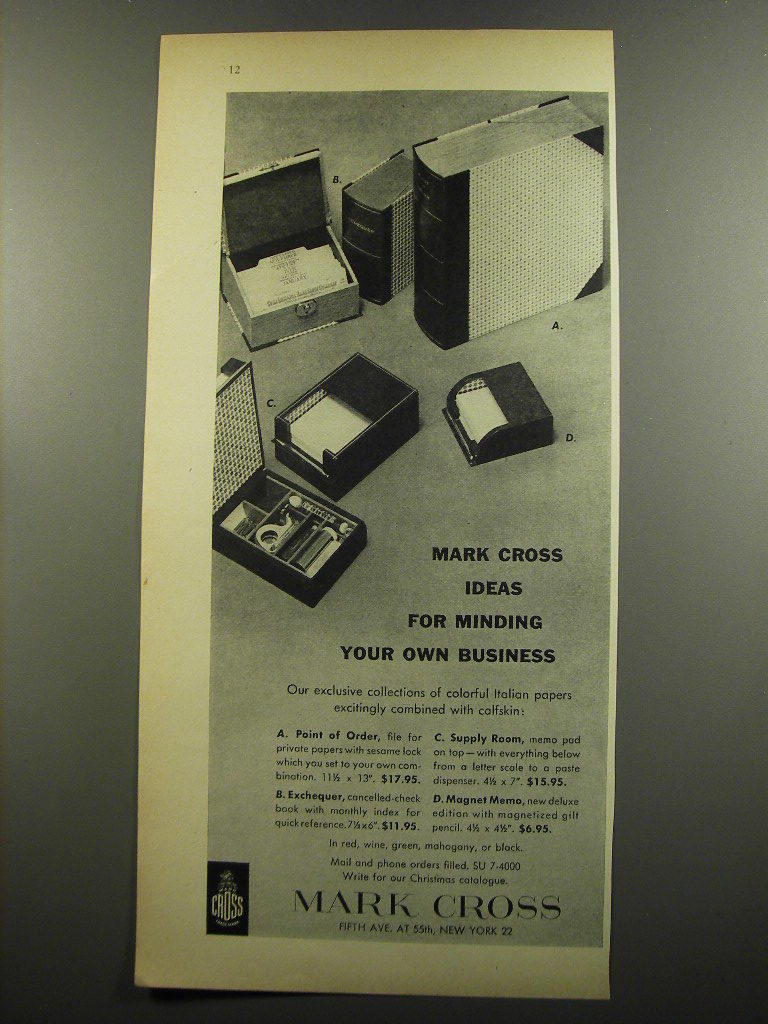 12
B.
A.
C.
D.
MARK CROSS
IDEAS
FOR MINDING
YOUR OWN BUSINESS
Our exclusive collections of colorful Italian papers
excitingly combined with calfskin:
A. Point of Order, file for
private papers with sesame lock
which you set to your own com-
bination. 11½ x 13". $17.95.
B. Exchequer, cancelled-check
book with monthly index for
quick reference. 7½x6". $11.95.
C. Supply Room, memo pad
on top—with everything below
from a letter scale to a paste
dispenser. 4½ x 7". $15.95.
D. Magnet Memo, new deluxe
edition with magnetized gilt
pencil. 4½ x 4½". $6.95.
In red, wine, green, mahogany, or black.
Mail and phone orders filled, SU 7-4000
Write for our Christmas catalogue.
MARK CROSS
CROSS
MARK CROSS
FIFTH AVE. AT 55th, NEW YORK 22